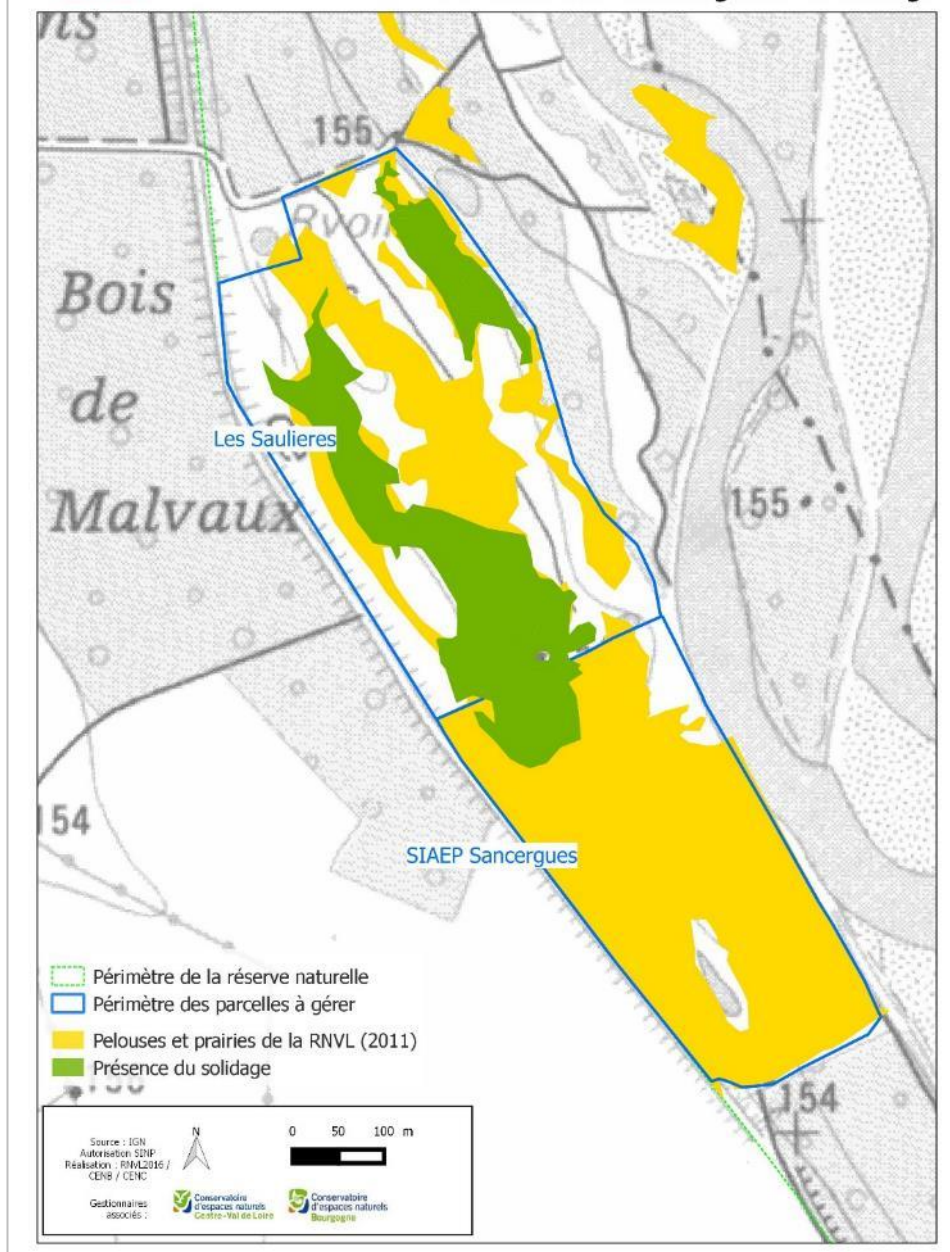 ns
155
Rvoir
Bois
de
Malvaux
Les Saulieres
155
SIAEP Sancergues
154
Périmètre de la réserve naturelle
Périmètre des parcelles à gérer
Pelouses et prairies de la RNVL (2011)
Présence du solidage
154
Source : IGN
Autorisation SINP
Réalisation : RNVL2016 /
CENB / CENC
N
0 50 100 m
Gestionnaires
associés :
Conservatoire
d'espaces naturels
Centre-Val de Loire
Conservatoire
d'espaces naturels
Bourgogne